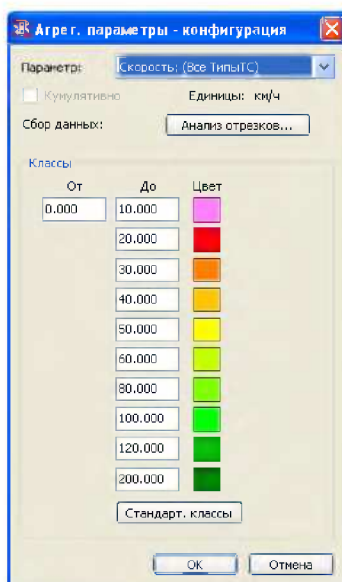 Агрег. параметры - конфигурация
Параметр: Скорость; (Все ТипыТС)
Кумулятивно Единицы: км/ч
Сбор данных: Анализ отрезков...
Классы
От До Цвет
0.000 10.000
20.000
30.000
40.000
50.000
60.000
80.000
100.000
120.000
200.000
Стандарт. классы
OK Отмена